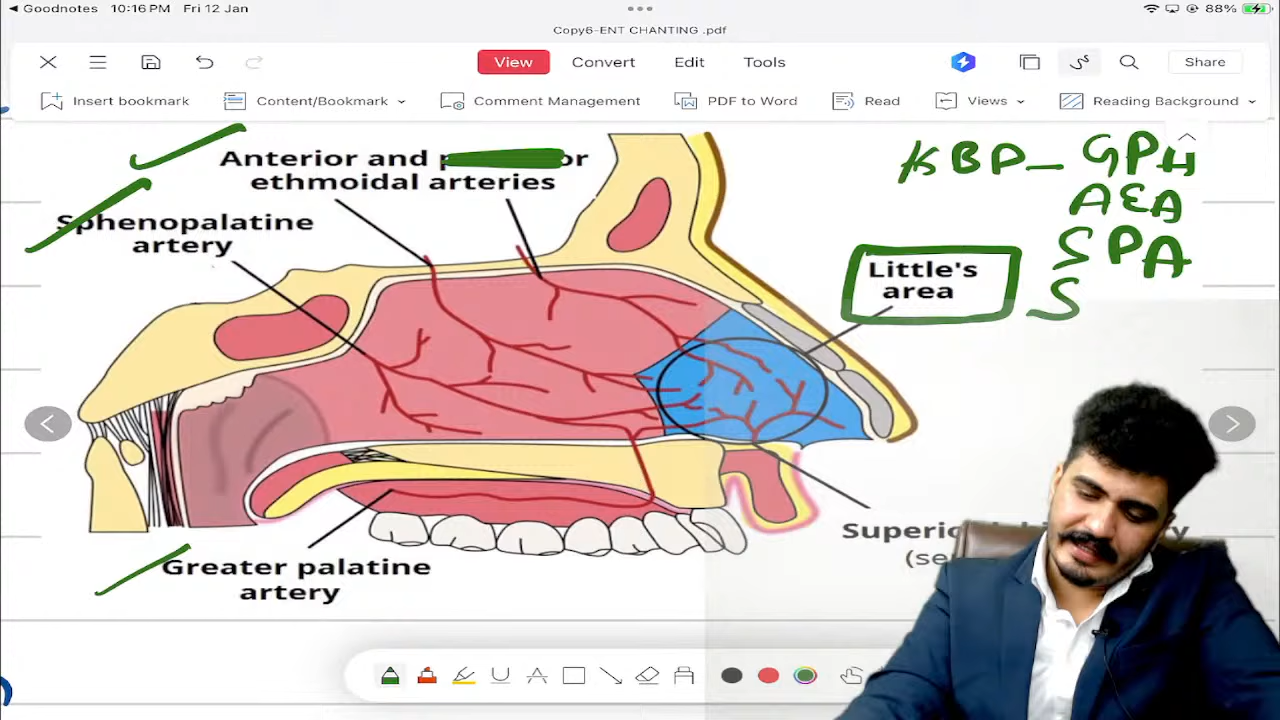 Goodnotes 10:16 PM Fri 12 Jan 88%
Copy6-ENT CHANTING .pdf
View Convert Edit Tools Share
Insert bookmark Content/Bookmark Comment Management PDF to Word Read Views Reading Background
Anterior and
ethmoidal arteries
Sphenopalatine
artery
KBP - GPA
AEA
SPA
S
Little's
area
Greater palatine
artery